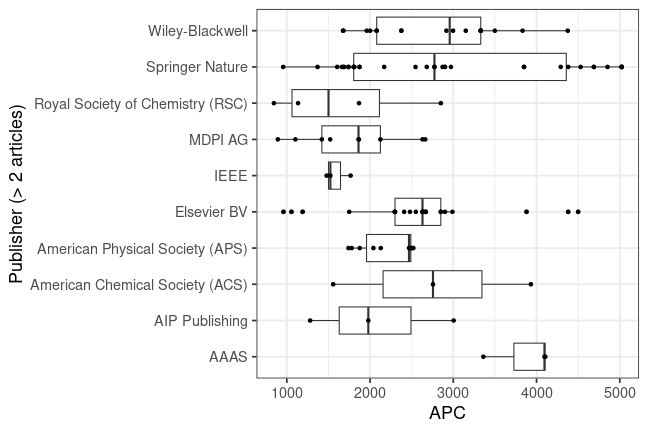 Publisher (> 2 articles)
Wiley-Blackwell
Springer Nature
Royal Society of Chemistry (RSC)
MDPI AG
IEEE
Elsevier BV
American Physical Society (APS)
American Chemical Society (ACS)
AIP Publishing
AAAS
1000 2000 3000 4000 5000
APC